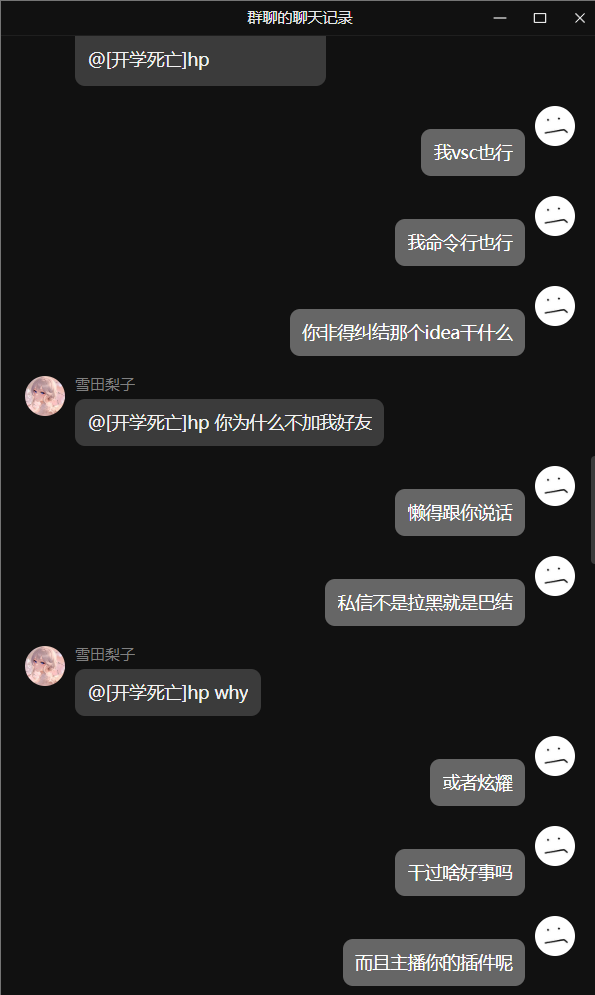 群聊的聊天记录
@[开学死亡]hp
我vsc也行
我命令行也行
你非得纠结那个idea干什么
雪田梨子
@[开学死亡]hp 你为什么不加我好友
懒得跟你说话
私信不是拉黑就是巴结
雪田梨子
@[开学死亡]hp why
或者炫耀
干过啥好事吗
而且主播你的插件呢